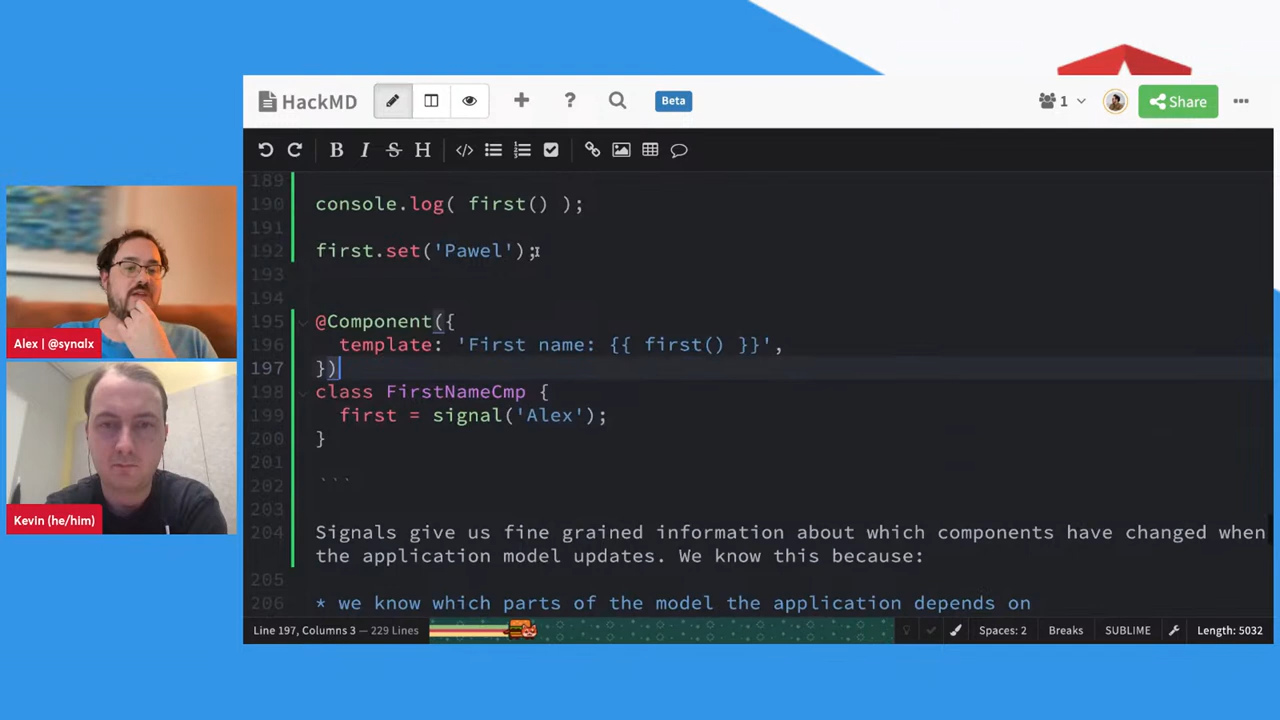 HackMD
Beta
1
Share
B I S H
189
190 console.log( first() );
191
192 first.set('Pawel');
193
194
195 @Component({
196 template: 'First name: {{ first() }}',
197 })
198 class FirstNameCmp {
199 first = signal('Alex');
200 }
201
202 ```
203
204 Signals give us fine grained information about which components have changed when
the application model updates. We know this because:
205
206 * we know which parts of the model the application depends on
Line 197, Columns 3 — 229 Lines
Spaces: 2
Breaks
SUBLIME
Length: 5032
Alex | @synalx
Kevin (he/him)